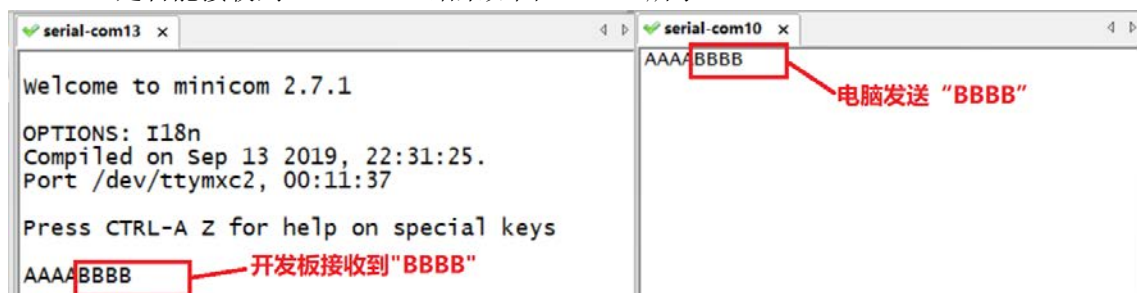 serial-com13 x
Welcome to minicom 2.7.1
OPTIONS: I18n
Compiled on Sep 13 2019, 22:31:25.
Port /dev/ttymxc2, 00:11:37
Press CTRL-A Z for help on special keys
AAAABBBB
开发板接收到"BBBB"
serial-com10 x
AAAABBBB
电脑发送“BBBB”